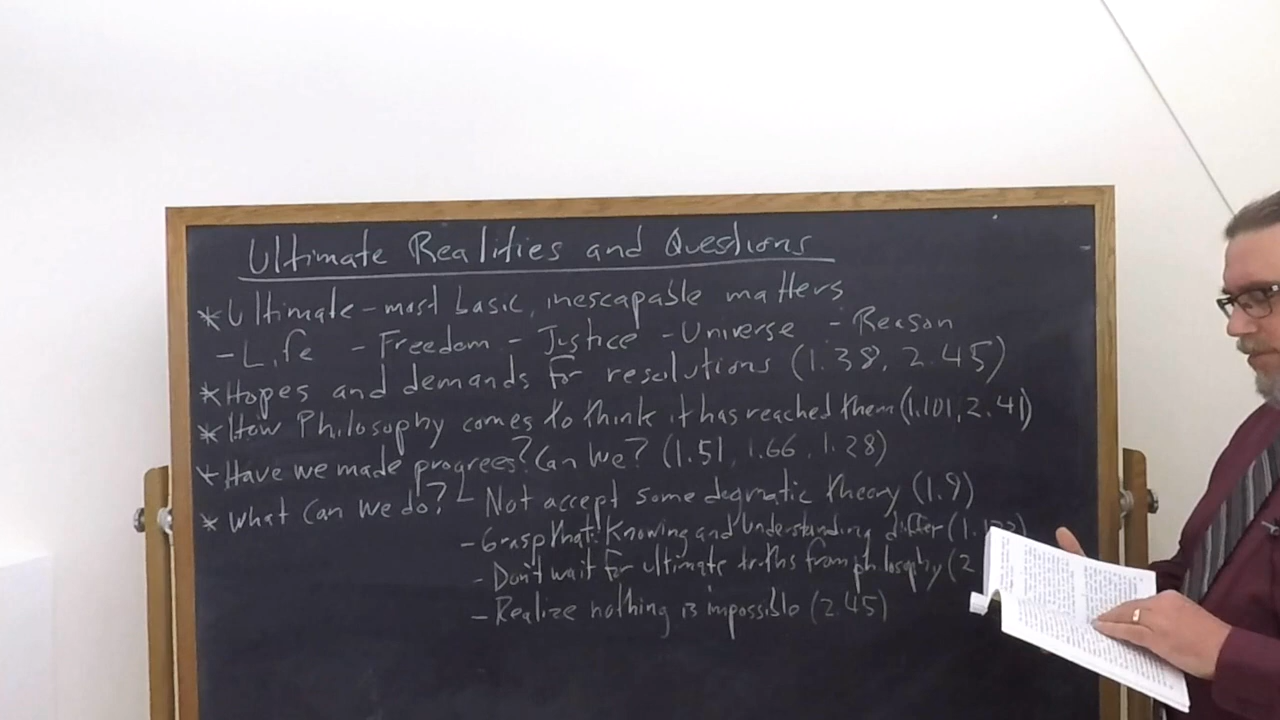 Ultimate Realities and Questions
* Ultimate - most basic, inescapable matters
- Life - Freedom - Justice - Universe - Reason
* Hopes and demands for resolutions (1.38, 2.45)
* How Philosophy comes to think it has reached them (1.101, 2.41)
* Have we made progrees? Can we? (1.51, 1.66, 1.28)
* What Can we do? - Not accept some dogmatic theory (1.9)
- Grasp that Knowing and Understanding differ (1.
- Don't wait for ultimate truths from philosophy (2
- Realize nothing is impossible (2.45)